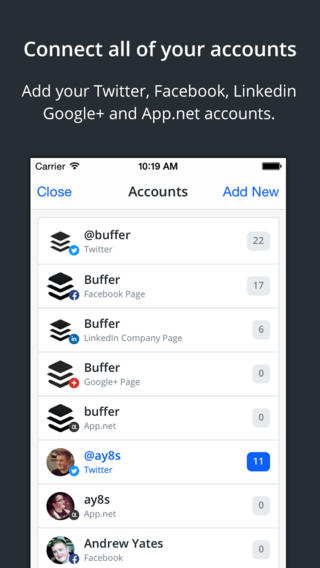 Connect all of your accounts
Add your Twitter, Facebook, Linkedin
Google+ and App.net accounts.
Carrier 10:19 AM
Close Accounts Add New
@buffer
Twitter
22
Buffer
Facebook Page
17
Buffer
LinkedIn Company Page
6
Buffer
Google+ Page
0
buffer
App.net
0
@ay8s
Twitter
11
ay8s
App.net
0
Andrew Yates
Facebook
0